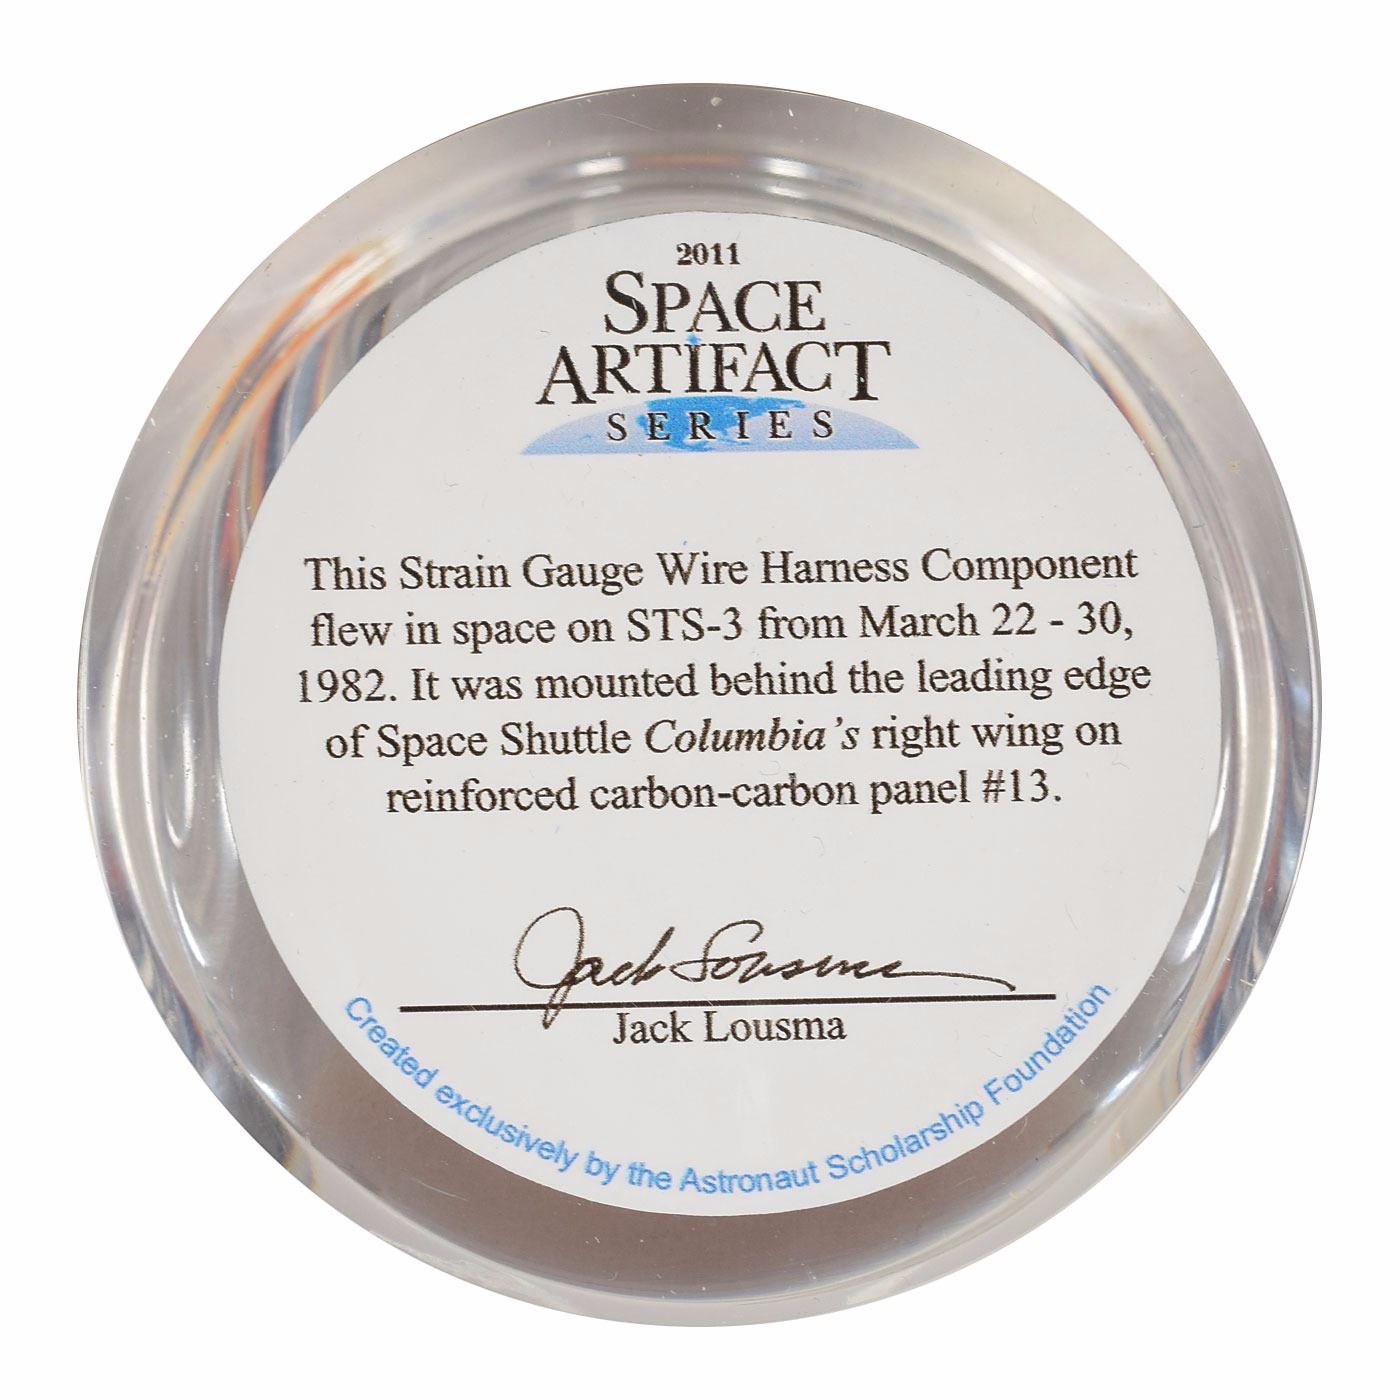 2011
SPACE
ARTIFACT
SERIES
This Strain Gauge Wire Harness Component
flew in space on STS-3 from March 22 - 30,
1982. It was mounted behind the leading edge
of Space Shuttle Columbia's right wing on
reinforced carbon-carbon panel #13.
Jack Lousma
Jack Lousma
Created exclusively by the Astronaut Scholarship Foundation